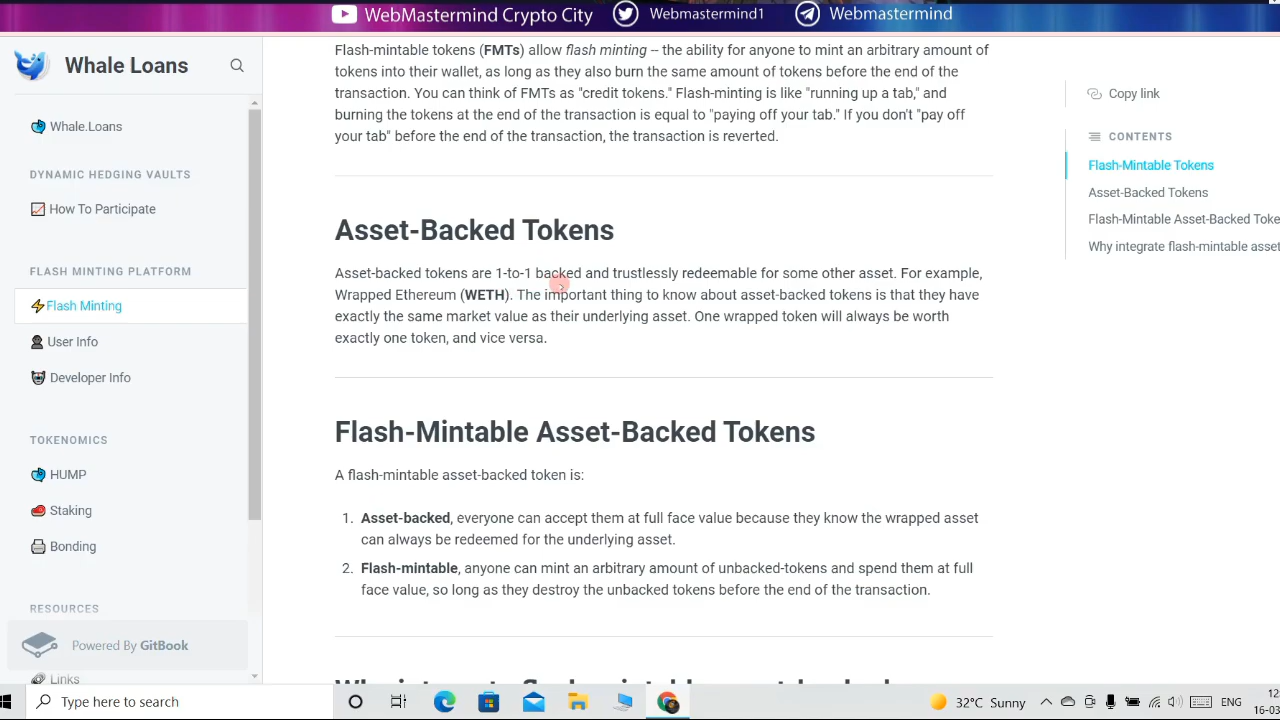 WebMastermind Crypto City Webmastermind1 Webmastermind
Whale Loans
Whale.Loans
DYNAMIC HEDGING VAULTS
How To Participate
FLASH MINTING PLATFORM
Flash Minting
User Info
Developer Info
TOKENOMICS
HUMP
Staking
Bonding
RESOURCES
Powered By GitBook
Links
Flash-mintable tokens (FMTs) allow flash minting -- the ability for anyone to mint an arbitrary amount of
tokens into their wallet, as long as they also burn the same amount of tokens before the end of the
transaction. You can think of FMTs as "credit tokens." Flash-minting is like "running up a tab," and
burning the tokens at the end of the transaction is equal to "paying off your tab." If you don't "pay off
your tab" before the end of the transaction, the transaction is reverted.
Asset-Backed Tokens
Asset-backed tokens are 1-to-1 backed and trustlessly redeemable for some other asset. For example,
Wrapped Ethereum (WETH). The important thing to know about asset-backed tokens is that they have
exactly the same market value as their underlying asset. One wrapped token will always be worth
exactly one token, and vice versa.
Flash-Mintable Asset-Backed Tokens
A flash-mintable asset-backed token is:
1. Asset-backed, everyone can accept them at full face value because they know the wrapped asset
can always be redeemed for the underlying asset.
2. Flash-mintable, anyone can mint an arbitrary amount of unbacked-tokens and spend them at full
face value, so long as they destroy the unbacked tokens before the end of the transaction.
Copy link
CONTENTS
Flash-Mintable Tokens
Asset-Backed Tokens
Flash-Mintable Asset-Backed Toke
Why integrate flash-mintable asset
Type here to search
32°C Sunny
ENG
12
16-03